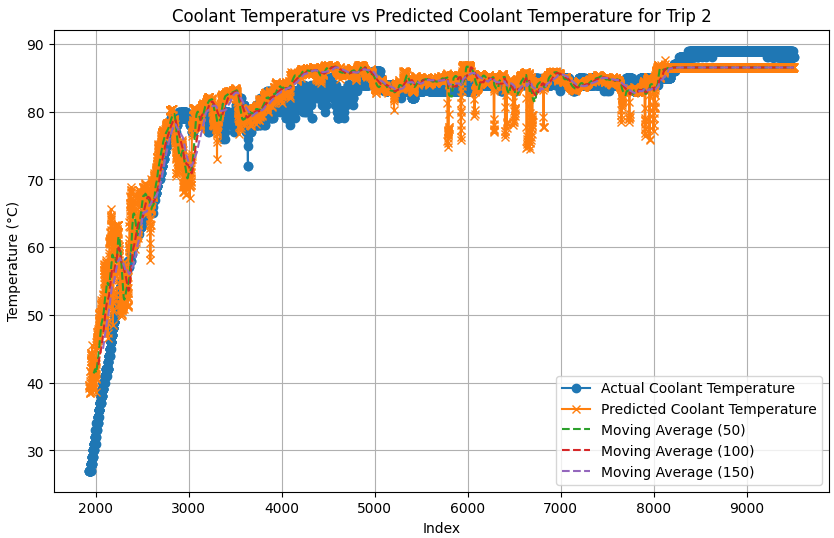 Coolant Temperature vs Predicted Coolant Temperature for Trip 2
90
80
70
60
50
40
30
Temperature (°C)
Actual Coolant Temperature
Predicted Coolant Temperature
Moving Average (50)
Moving Average (100)
Moving Average (150)
2000 3000 4000 5000 6000 7000 8000 9000
Index